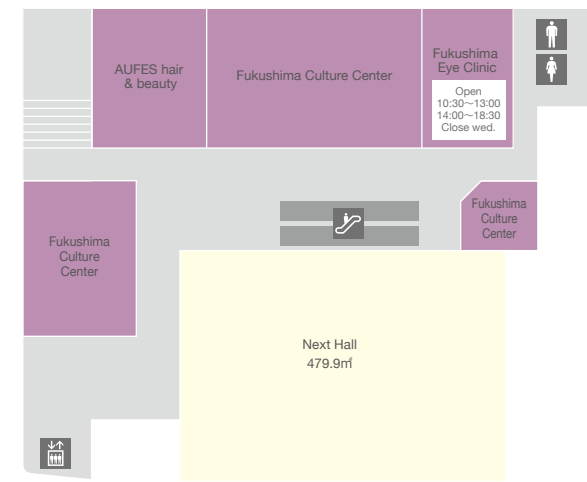 AUFES hair
& beauty
Fukushima Culture Center
Fukushima
Eye Clinic
Open
10:30～13:00
14:00～18:30
Close wed.
Fukushima
Culture
Center
Fukushima
Culture
Center
Next Hall
479.9㎡